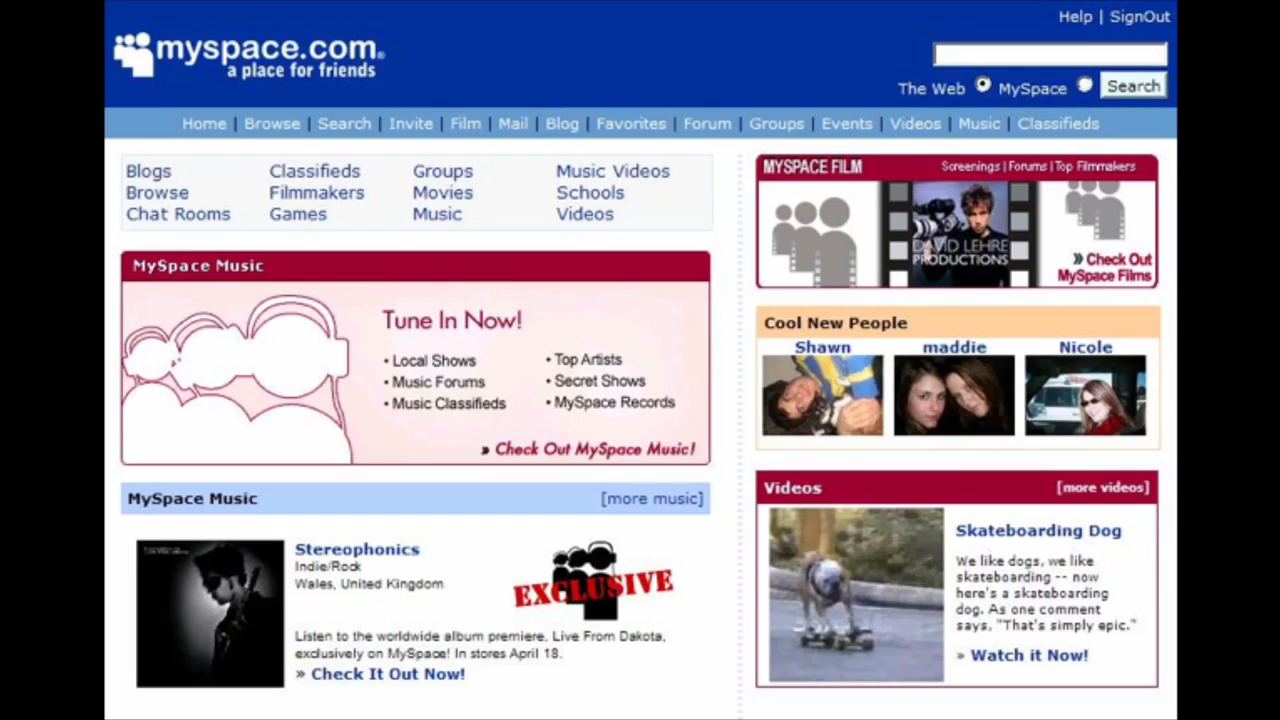 Help | SignOut
myspace.com®
a place for friends
The Web MySpace Search
Home | Browse | Search | Invite | Film | Mail | Blog | Favorites | Forum | Groups | Events | Videos | Music | Classifieds
Blogs Classifieds Groups Music Videos
Browse Filmmakers Movies Schools
Chat Rooms Games Music Videos
MySpace Music
Tune In Now!
• Local Shows • Top Artists
• Music Forums • Secret Shows
• Music Classifieds • MySpace Records
» Check Out MySpace Music!
MySpace Music [more music]
Stereophonics
Indie/Rock
Wales, United Kingdom
EXCLUSIVE
Listen to the worldwide album premiere, Live From Dakota,
exclusively on MySpace! In stores April 18.
» Check It Out Now!
MYSPACE FILM Screenings | Forums | Top Filmmakers
DAVID LEHRE
PRODUCTIONS
» Check Out
MySpace Films
Cool New People
Shawn maddie Nicole
Videos [more videos]
Skateboarding Dog
We like dogs, we like
skateboarding -- now
here's a skateboarding
dog. As one comment
says, "That's simply epic."
» Watch it Now!